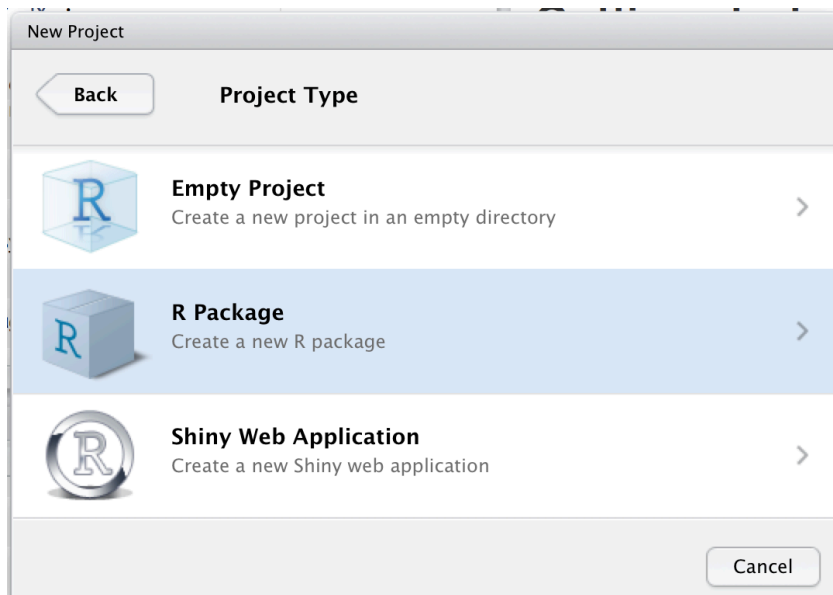 New Project
Back
Project Type
R
Empty Project
Create a new project in an empty directory
R
R Package
Create a new R package
R
Shiny Web Application
Create a new Shiny web application
Cancel